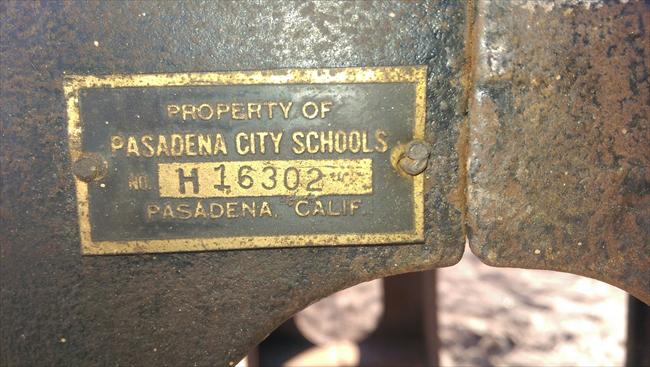 PROPERTY OF
PASADENA CITY SCHOOLS
NO. H 16302
PASADENA, CALIF.